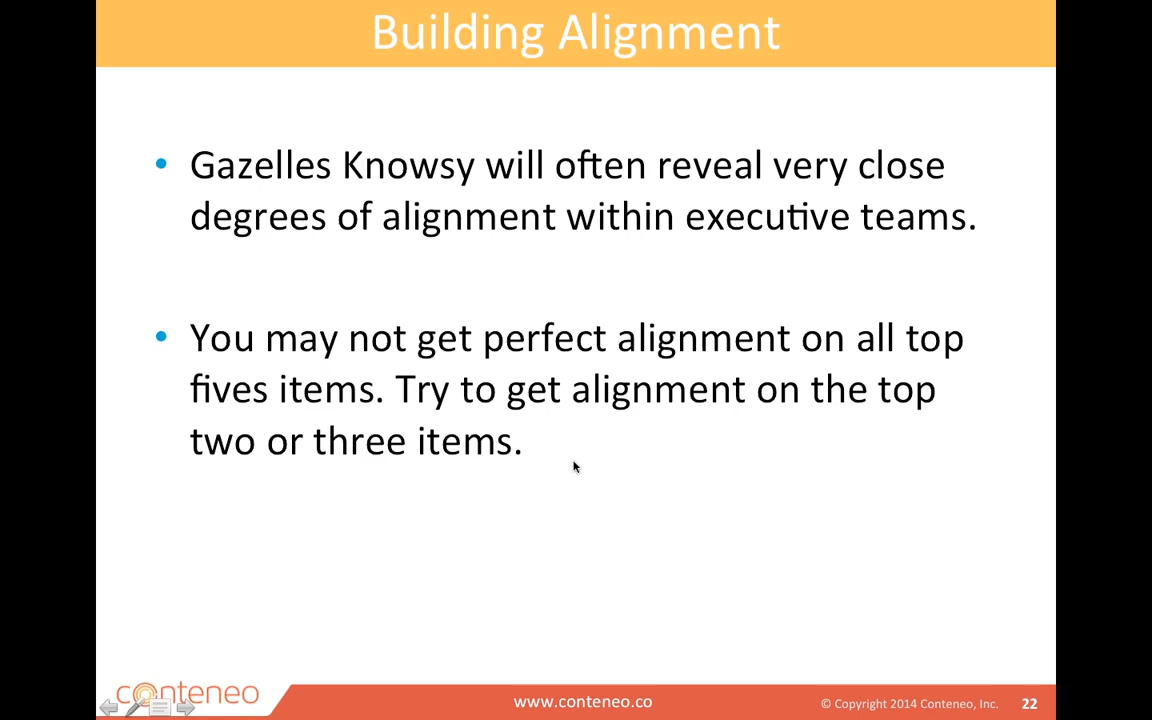 Building Alignment
• Gazelles Knowsy will often reveal very close
degrees of alignment within executive teams.
• You may not get perfect alignment on all top
fives items. Try to get alignment on the top
two or three items.
conteneo
www.conteneo.co
© Copyright 2014 Conteneo, Inc.
22